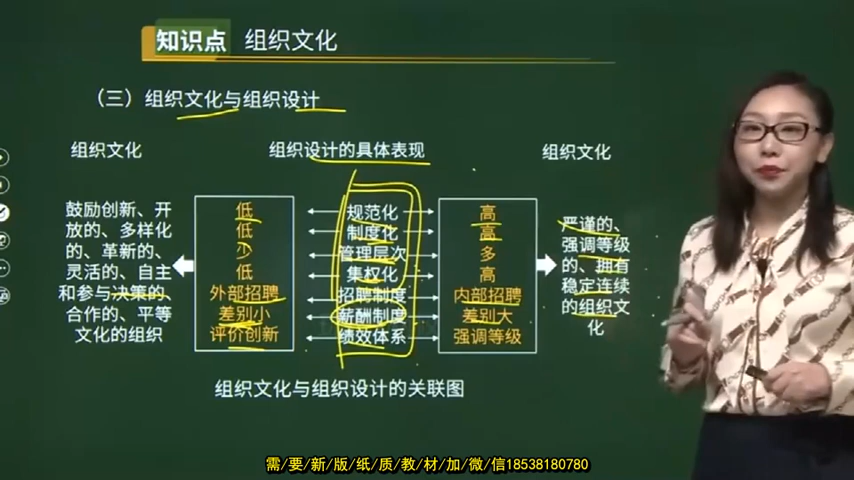 知识点 组织文化
（三）组织文化与组织设计
组织文化 组织设计的具体表现 组织文化
鼓励创新、开
放的、多样化
的、革新的、
灵活的、自主
和参与决策的、
合作的、平等
文化的组织
低 规范化 高
低 制度化 高
少 管理层次 多
低 集权化 高
外部招聘 招聘制度 内部招聘
差别小 薪酬制度 差别大
评价创新 绩效体系 强调等级
严谨的、
强调等级
的、拥有
稳定连续
的组织文
化
组织文化与组织设计的关联图
需/要/新/版/纸/质/教/材/加/微/信18538180780